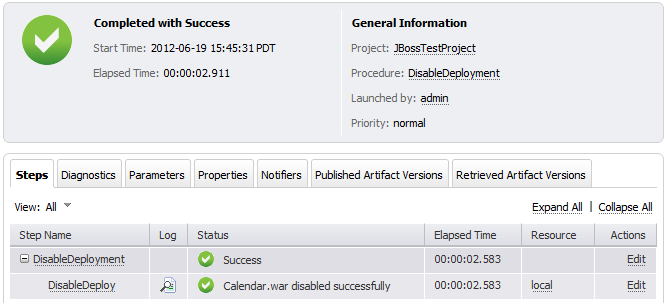 Completed with Success
Start Time: 2012-06-19 15:45:31 PDT
Elapsed Time: 00:00:02.911
General Information
Project: JBossTestProject
Procedure: DisableDeployment
Launched by: admin
Priority: normal
Steps Diagnostics Parameters Properties Notifiers Published Artifact Versions Retrieved Artifact Versions
View: All Expand All | Collapse All
Step Name Log Status Elapsed Time Resource Actions
DisableDeployment Success 00:00:02.583 Edit
DisableDeploy Calendar.war disabled successfully 00:00:02.583 local Edit